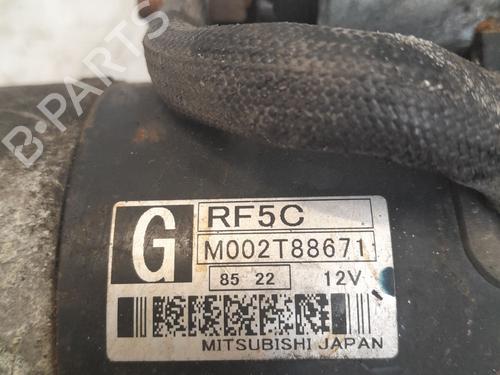 B-PARTS
G
RF5C
M002T88671
85 22
12V
MITSUBISHI JAPAN